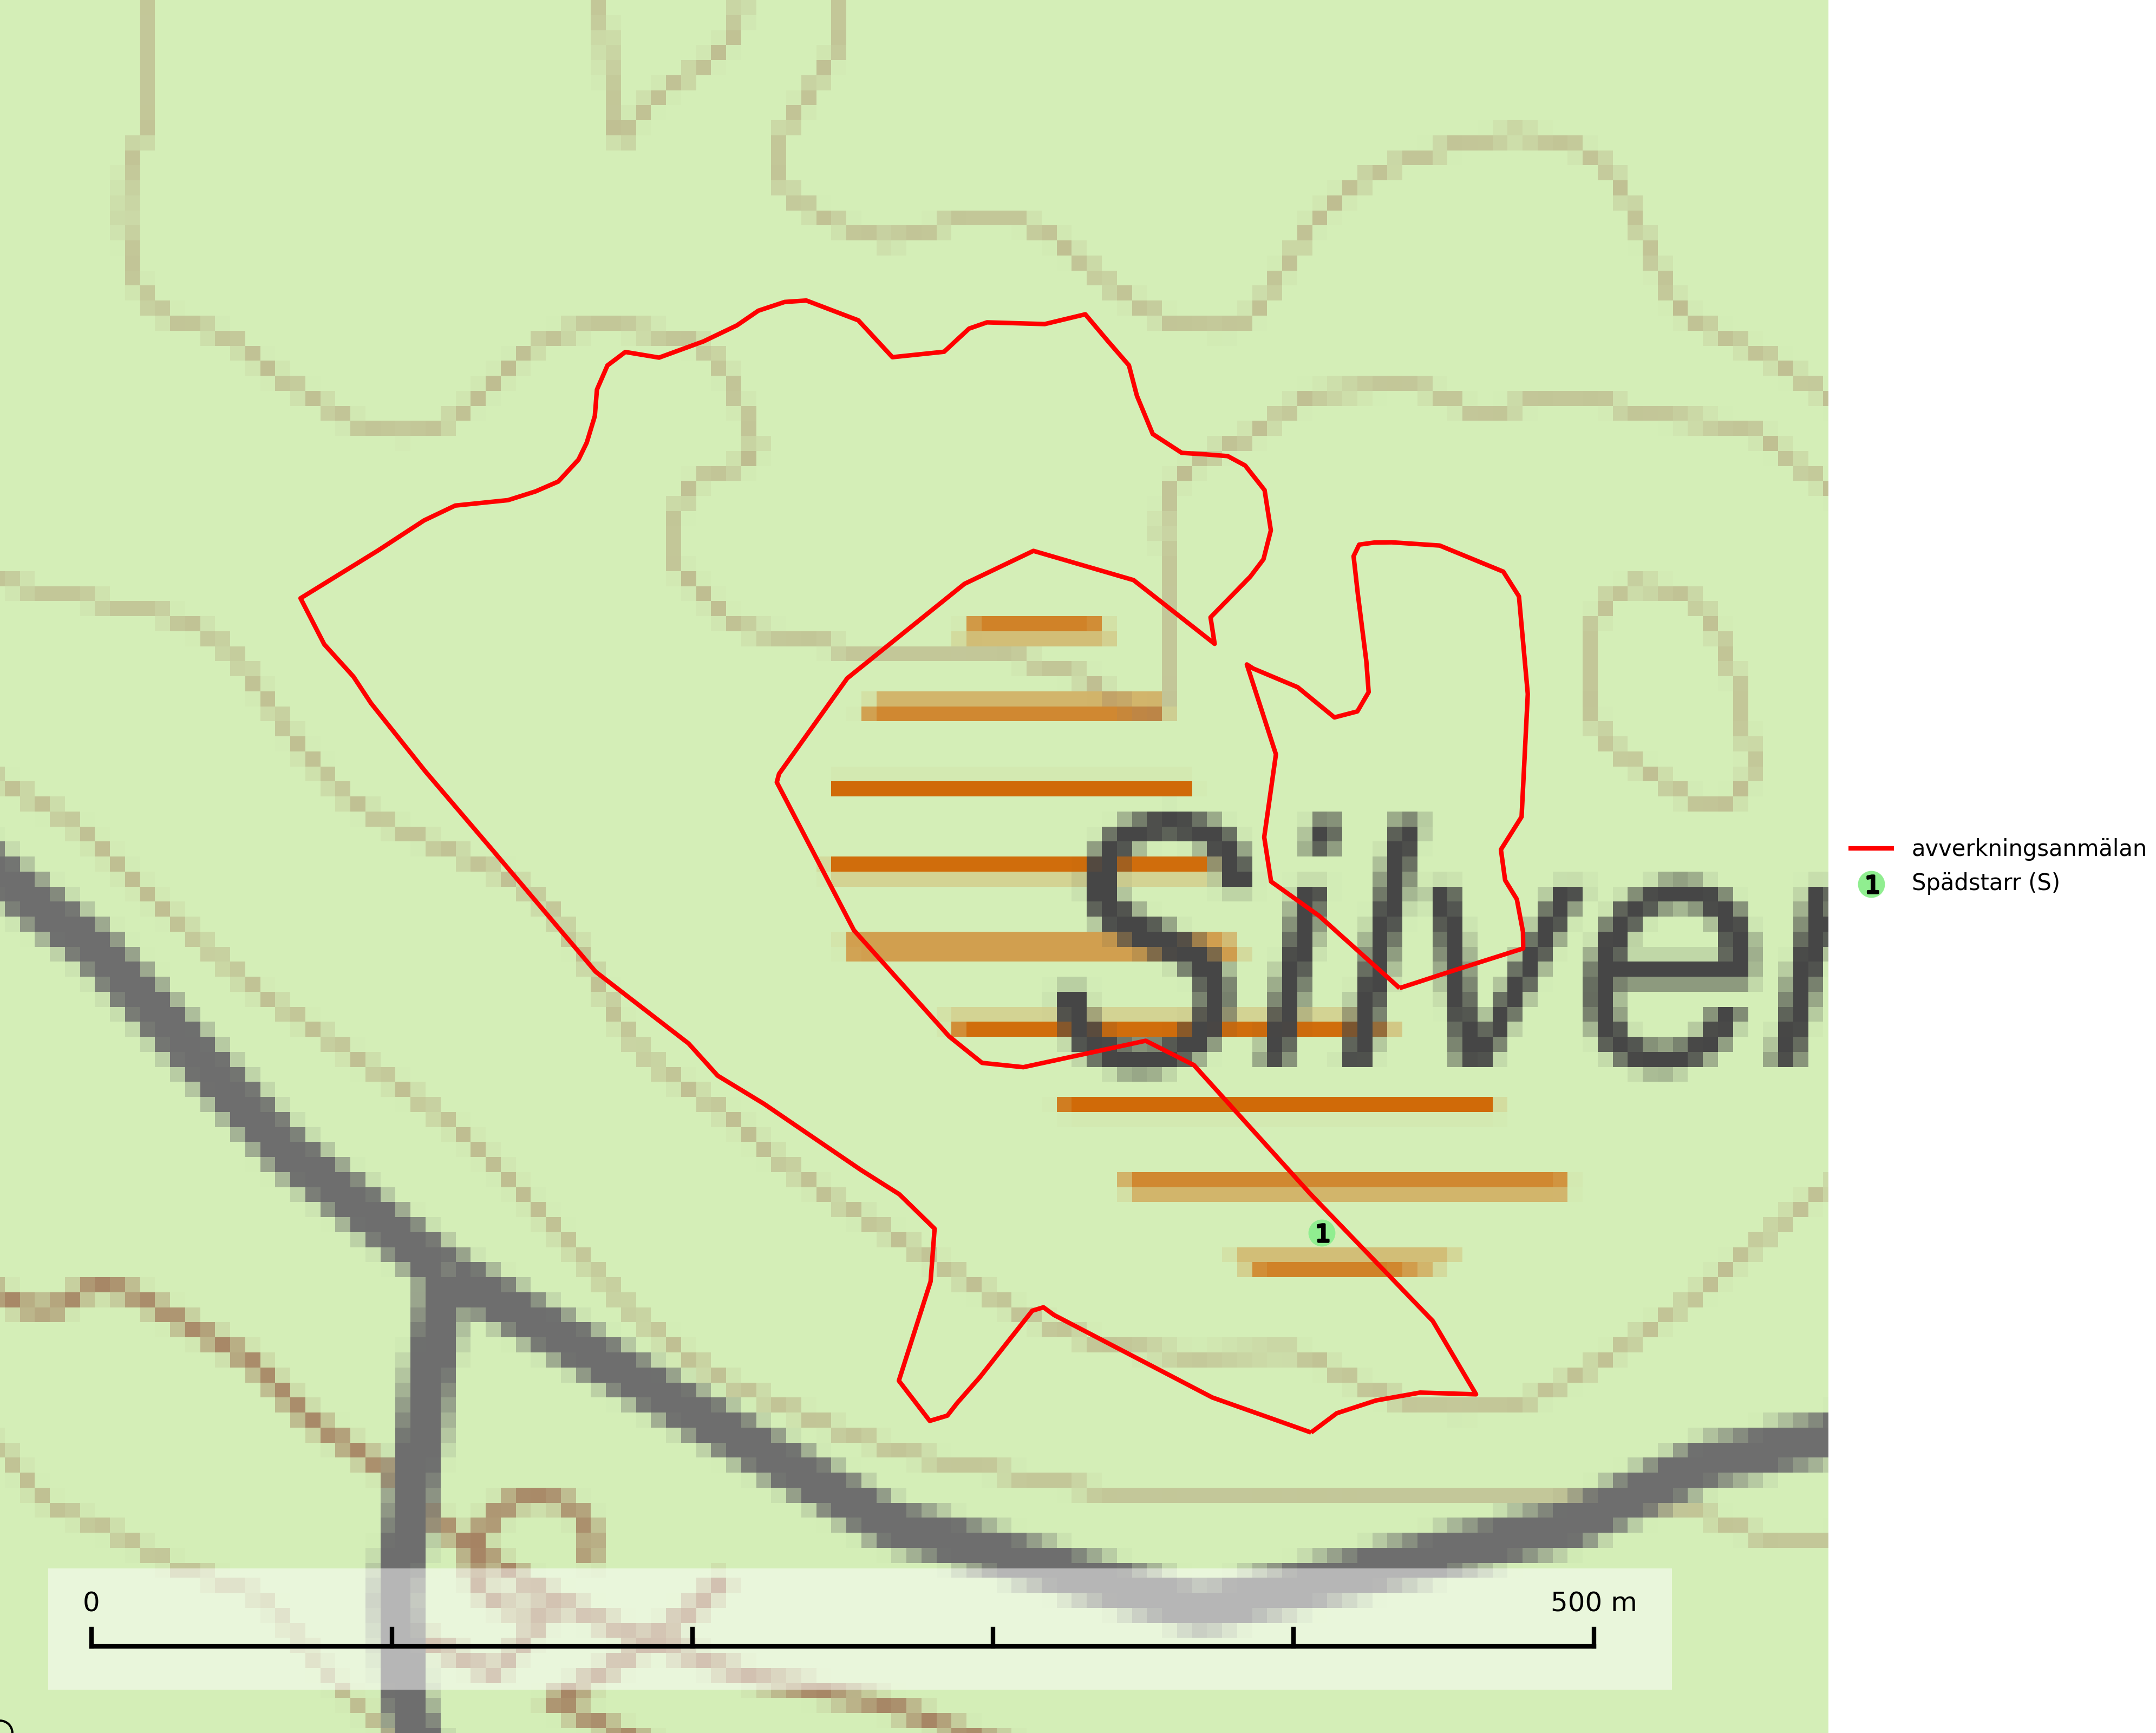 Silver
1
avverkningsanmälan
1 Spädstarr (S)
0 500 m